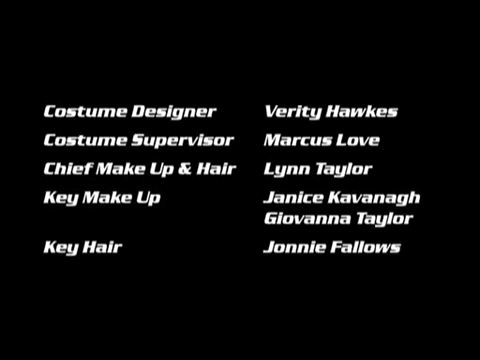 Costume Designer Verity Hawkes
Costume Supervisor Marcus Love
Chief Make Up & Hair Lynn Taylor
Key Make Up Janice Kavanagh
Giovanna Taylor
Key Hair Jonnie Fallows